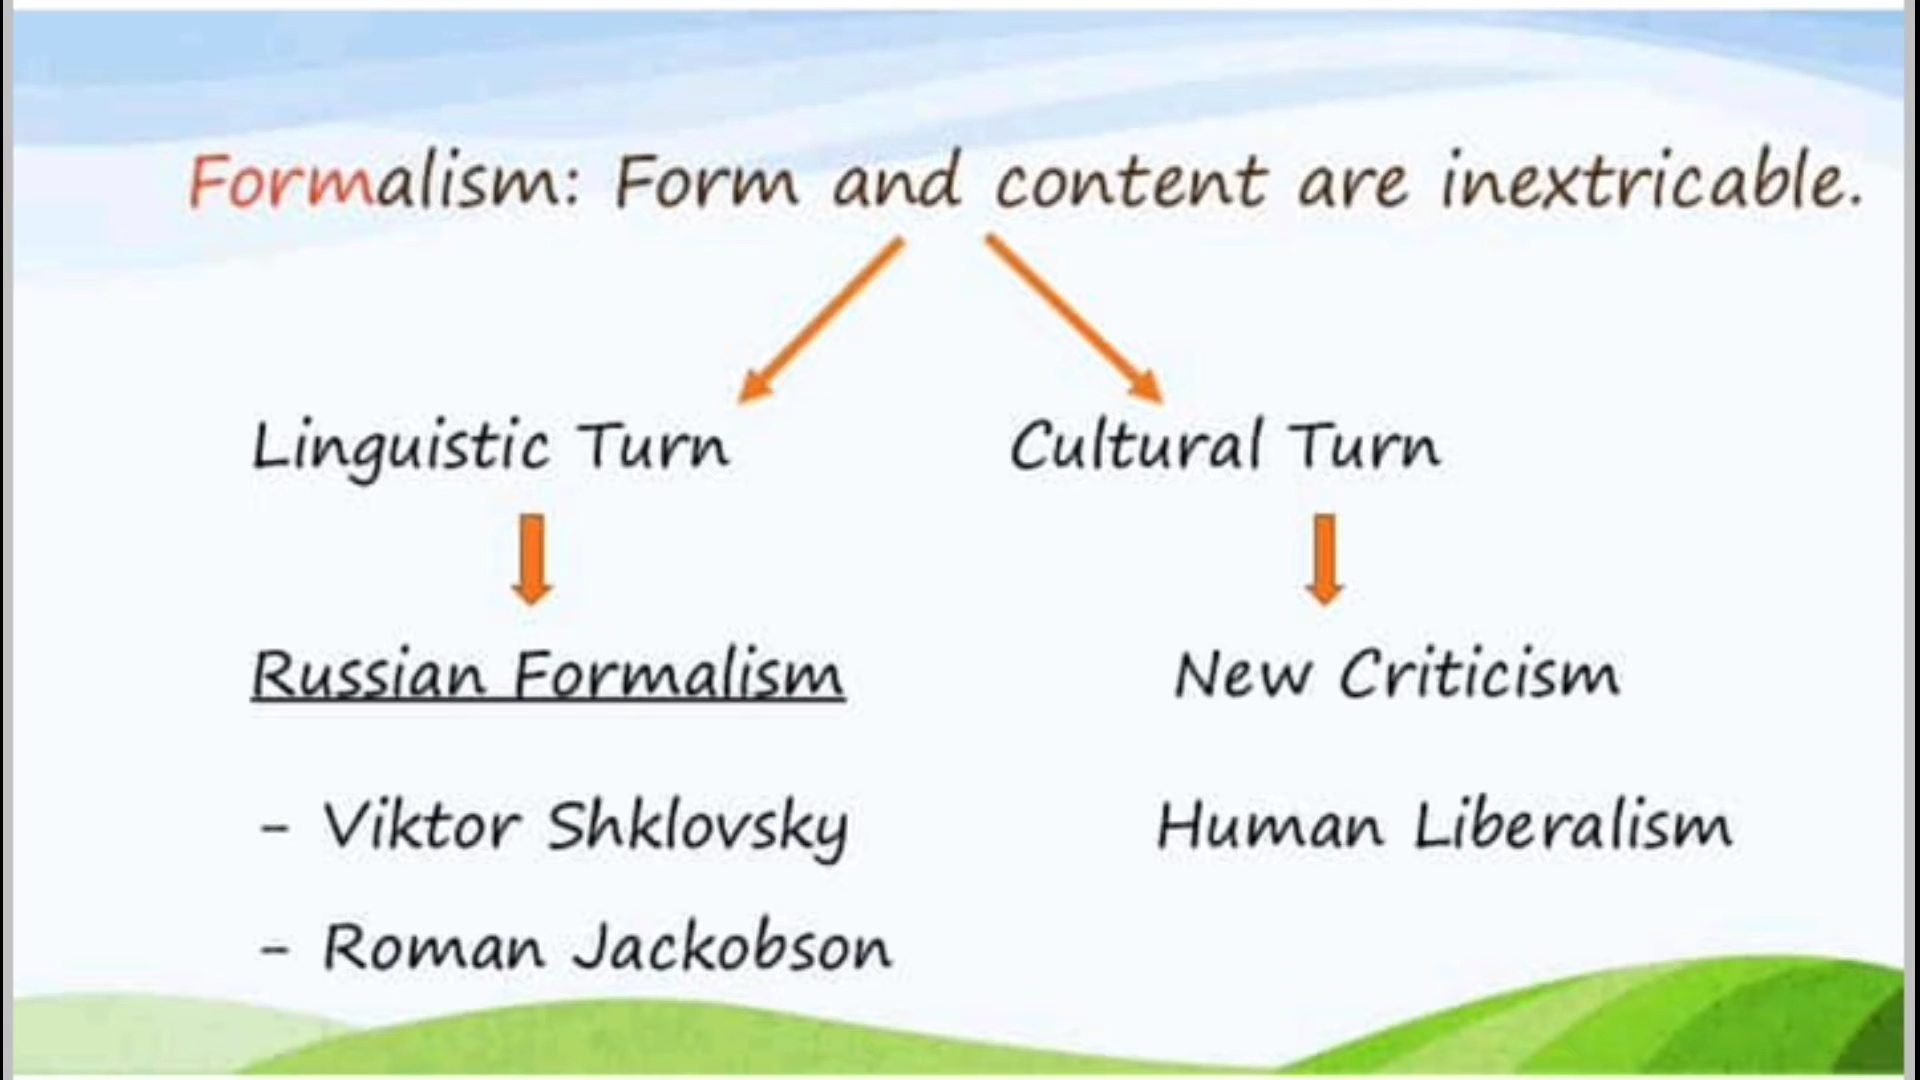 Formalism: Form and content are inextricable.
Linguistic Turn
Cultural Turn
Russian Formalism
New Criticism
- Viktor Shklovsky
Human Liberalism
- Roman Jackobson